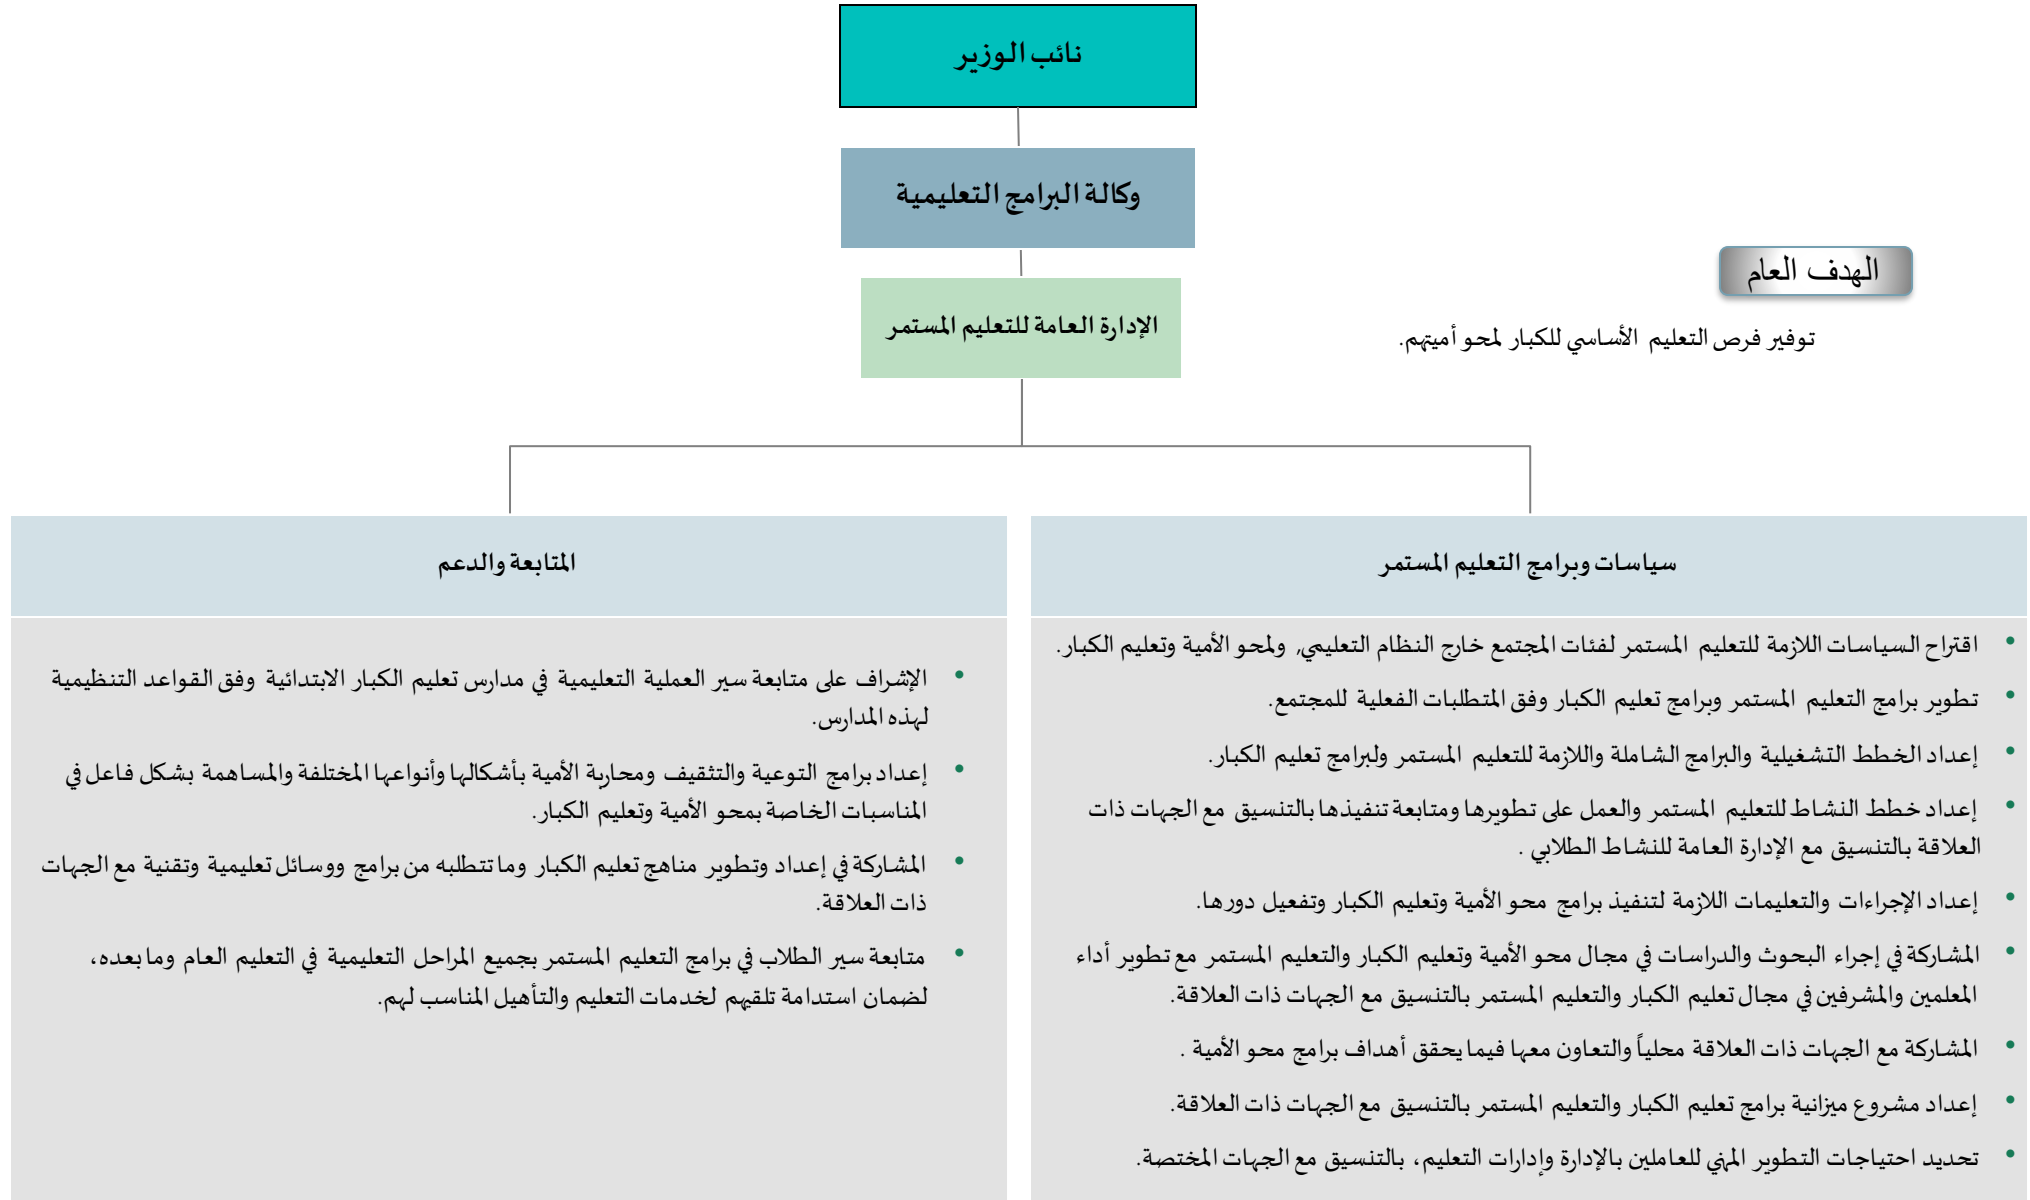 نائب الوزير
وكالة البرامج التعليمية
الإدارة العامة للتعليم المستمر
الهدف العام
توفير فرص التعليم الأساسي للكبار لمحو أميتهم.
سياسات وبرامج التعليم المستمر
• اقتراح السياسات اللازمة للتعليم المستمر لفئات المجتمع خارج النظام التعليمي, ولمحو الأمية وتعليم الكبار.
• تطوير برامج التعليم المستمر وبرامج تعليم الكبار وفق المتطلبات الفعلية للمجتمع.
• إعداد الخطط التشغيلية والبرامج الشاملة واللازمة للتعليم المستمر ولبرامج تعليم الكبار.
• إعداد خطط النشاط للتعليم المستمر والعمل على تطويرها ومتابعة تنفيذها بالتنسيق مع الجهات ذات
العلاقة بالتنسيق مع الإدارة العامة للنشاط الطلابي .
• إعداد الإجراءات والتعليمات اللازمة لتنفيذ برامج محو الأمية وتعليم الكبار وتفعيل دورها.
• المشاركة في إجراء البحوث والدراسات في مجال محو الأمية وتعليم الكبار والتعليم المستمر مع تطوير أداء
المعلمين والمشرفين في مجال تعليم الكبار والتعليم المستمر بالتنسيق مع الجهات ذات العلاقة.
• المشاركة مع الجهات ذات العلاقة محلياً والتعاون معها فيما يحقق أهداف برامج محو الأمية .
• إعداد مشروع ميزانية برامج تعليم الكبار والتعليم المستمر بالتنسيق مع الجهات ذات العلاقة.
• تحديد احتياجات التطوير المهني للعاملين بالإدارة وإدارات التعليم، بالتنسيق مع الجهات المختصة.
المتابعة والدعم
• الإشراف على متابعة سير العملية التعليمية في مدارس تعليم الكبار الابتدائية وفق القواعد التنظيمية
لهذه المدارس.
• إعداد برامج التوعية والتثقيف ومحاربة الأمية بأشكالها وأنواعها المختلفة والمساهمة بشكل فاعل في
المناسبات الخاصة بمحو الأمية وتعليم الكبار.
• المشاركة في إعداد وتطوير مناهج تعليم الكبار وما تتطلبه من برامج ووسائل تعليمية وتقنية مع الجهات
ذات العلاقة.
• متابعة سير الطلاب في برامج التعليم المستمر بجميع المراحل التعليمية في التعليم العام وما بعده،
لضمان استدامة تلقيهم لخدمات التعليم والتأهيل المناسب لهم.